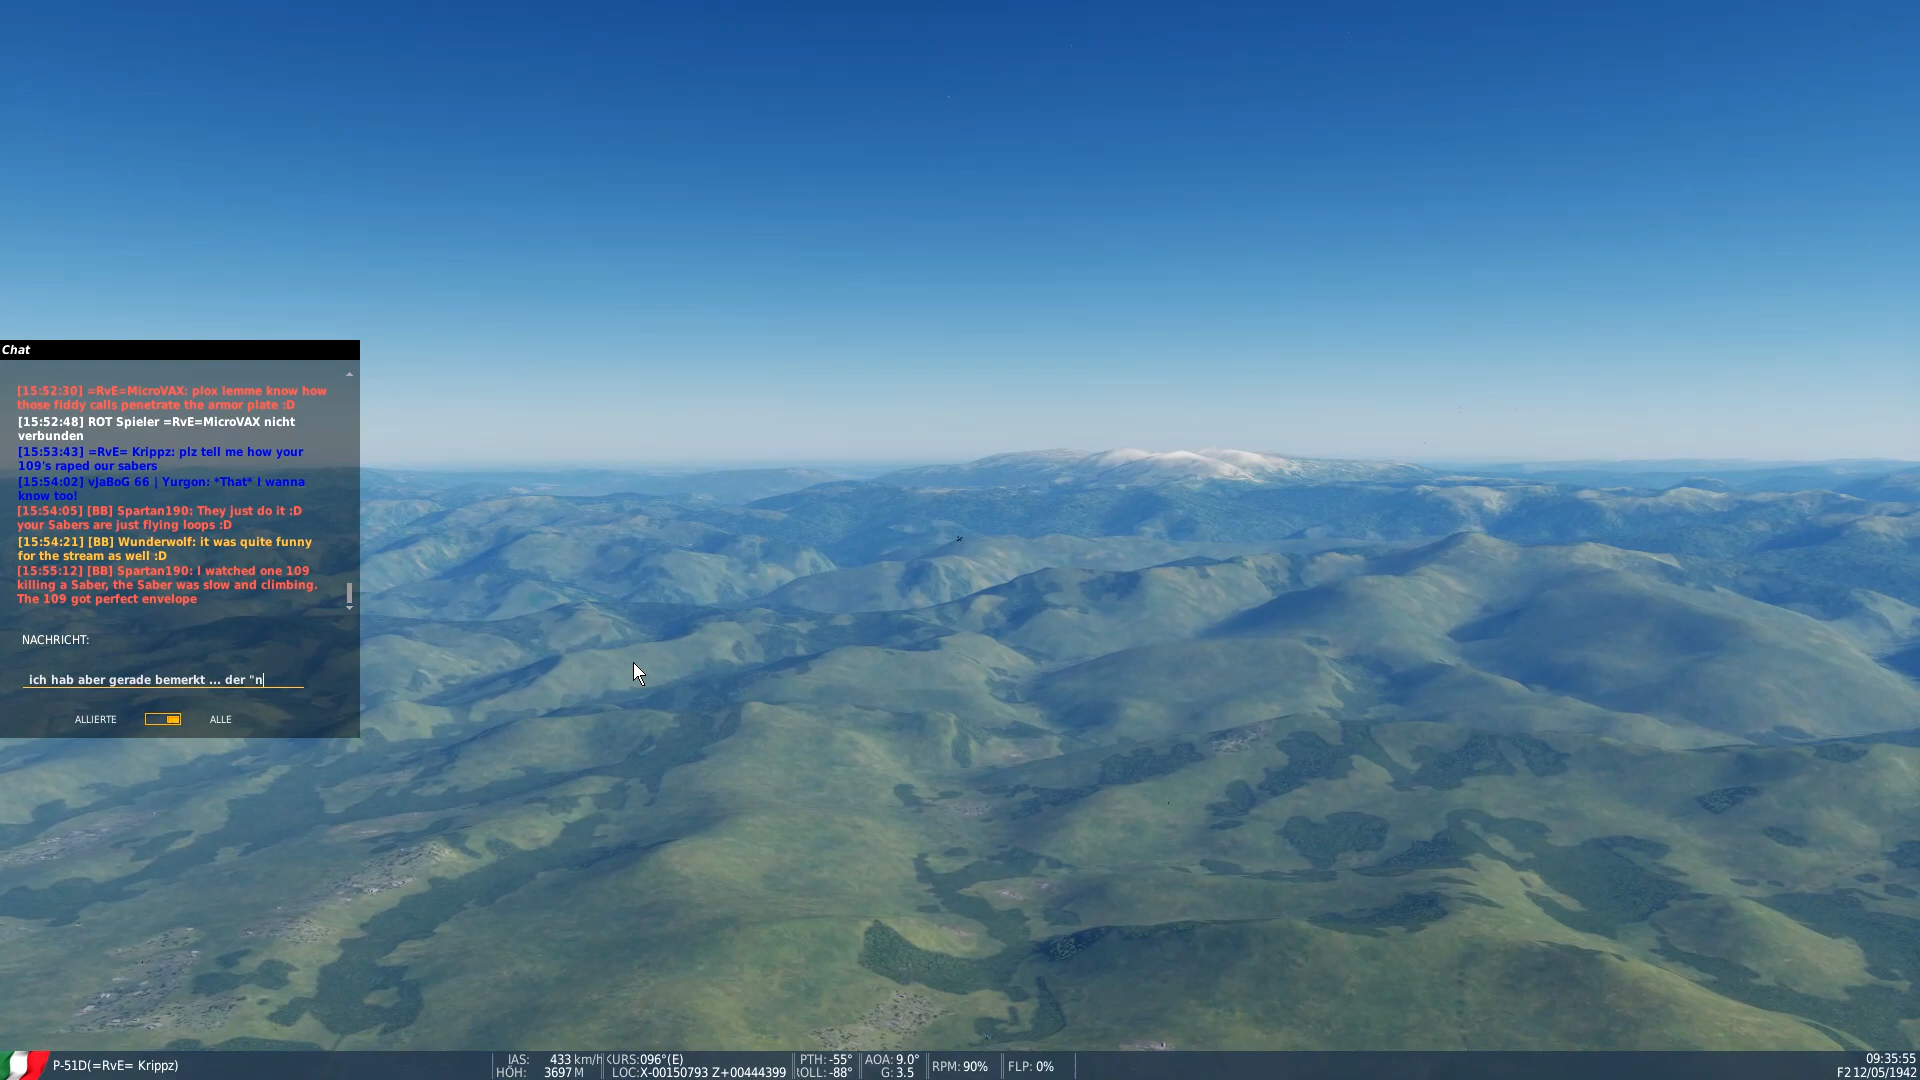 Chat
[15:52:30] =RvE=MicroVAX: plox lemme know how
those fiddy calls penetrate the armor plate :D
[15:52:48] ROT Spieler =RvE=MicroVAX nicht
verbunden
[15:53:43] =RvE= Krippz: plz tell me how your
109's raped our sabers
[15:54:02] vJaBoG 66 | Yurgon: *That* I wanna
know too!
[15:54:05] [BB] Spartan190: They just do it :D
your Sabers are just flying loops :D
[15:54:21] [BB] Wunderwolf: it was quite funny
for the stream as well :D
[15:55:12] [BB] Spartan190: I watched one 109
killing a Saber, the Saber was slow and climbing.
The 109 got perfect envelope
NACHRICHT:
ich hab aber gerade bemerkt ... der "n
ALLIERTE ALLE
P-51D(=RvE= Krippz)
IAS: 433 km/h KURS:096°(E) PTH: -55° AOA: 9.0° RPM: 90% FLP: 0% 09:35:55
HÖH: 3697 M LOC:X-00150793 Z+00444399 ROLL: -88° G: 3.5 F2 12/05/1942